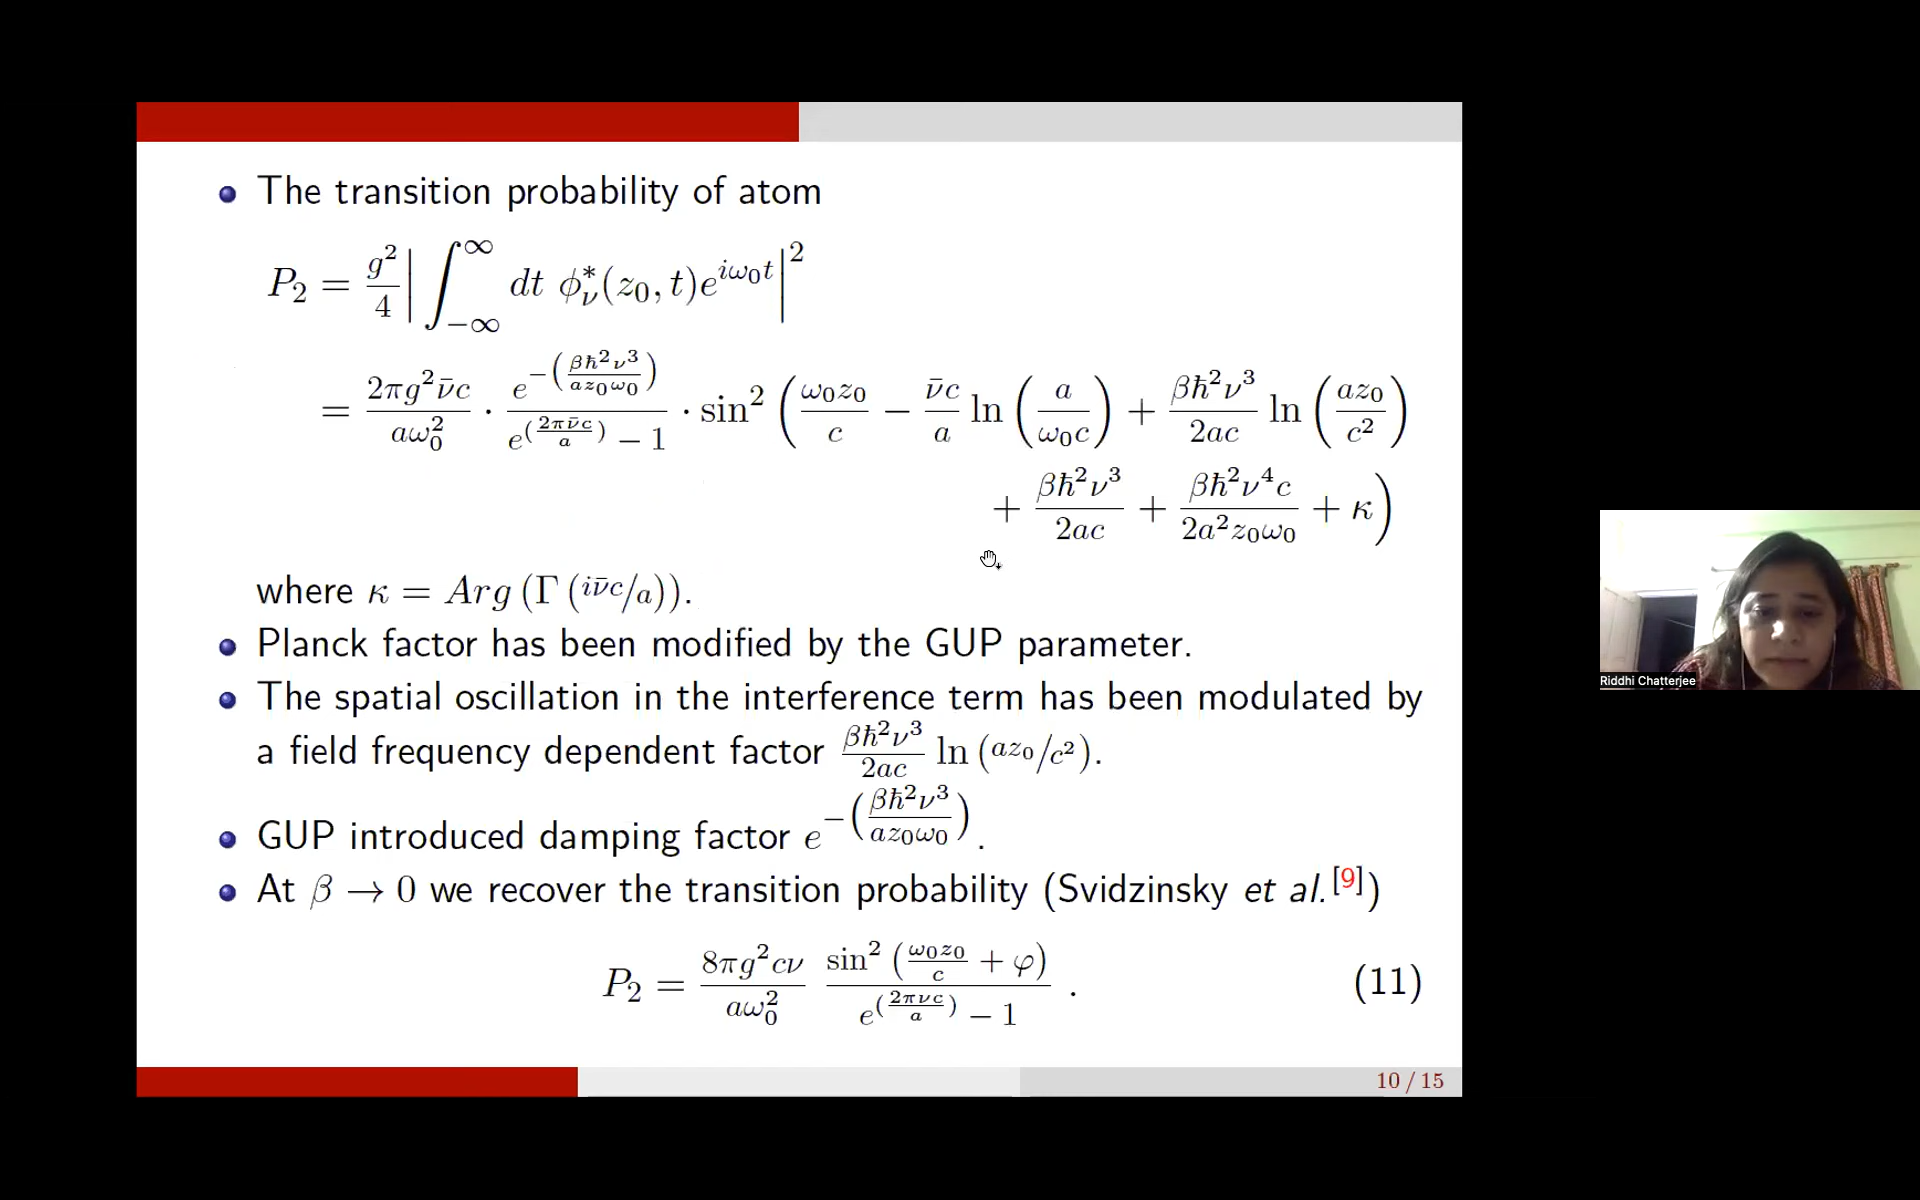 • The transition probability of atom
P₂ = g²/4 | ∫_{-∞}^{∞} dt ϕ*_ν(z₀, t)e^{iω₀t} |²
= 2πg²ν̄c/aω₀² · e^{-(βħ²ν³/az₀ω₀)}/(e^{(2πν̄c/a)} − 1) · sin² ( ω₀z₀/c − ν̄c/a ln (a/ω₀c) + βħ²ν³/2ac ln (az₀/c²)
+ βħ²ν³/2ac + βħ²ν⁴c/2a²z₀ω₀ + κ )
where κ = Arg (Γ (iν̄c/a)).
• Planck factor has been modified by the GUP parameter.
• The spatial oscillation in the interference term has been modulated by
a field frequency dependent factor βħ²ν³/2ac ln (az₀/c²).
• GUP introduced damping factor e^{-(βħ²ν³/az₀ω₀)}.
• At β → 0 we recover the transition probability (Svidzinsky et al.[9])
P₂ = 8πg²cν/aω₀² sin² (ω₀z₀/c + φ)/(e^{(2πνc/a)} − 1) . (11)
10 / 15
Riddhi Chatterjee